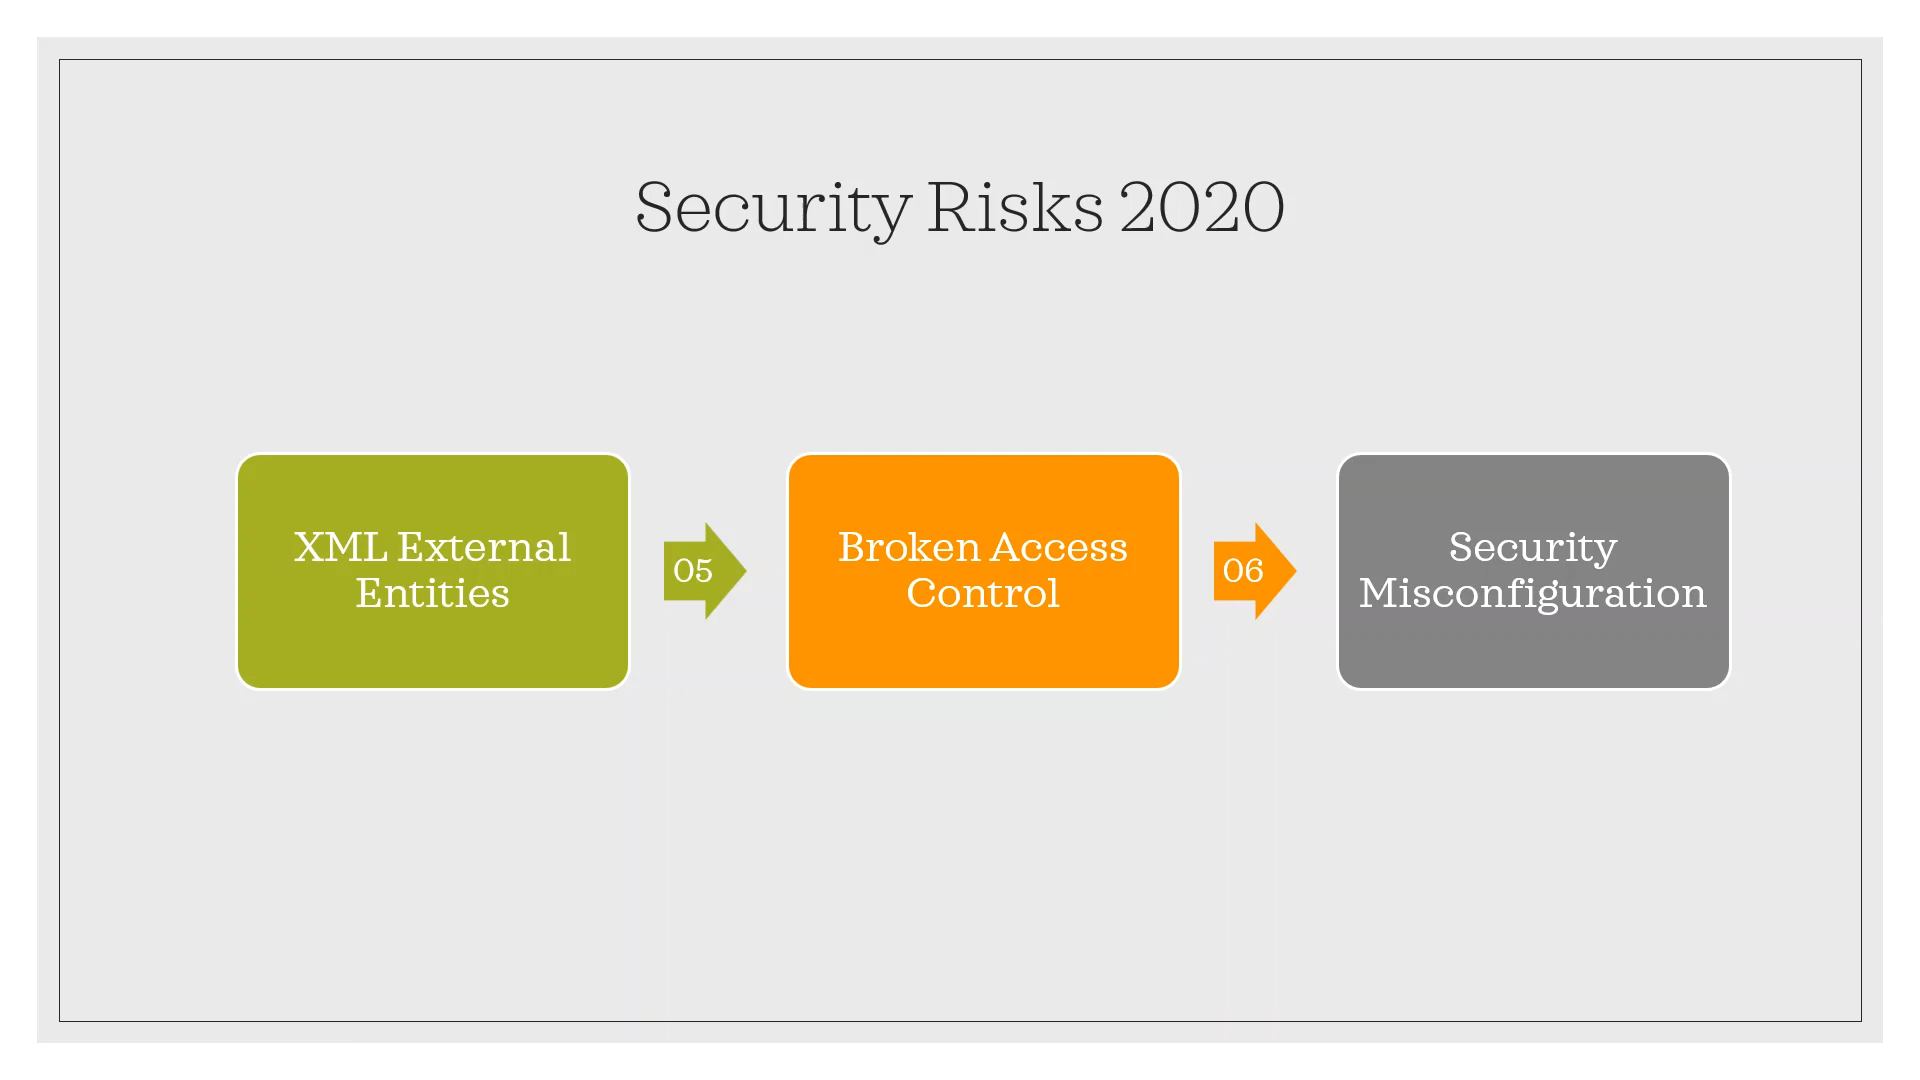 Security Risks 2020
XML External
Entities
05
Broken Access
Control
06
Security
Misconfiguration